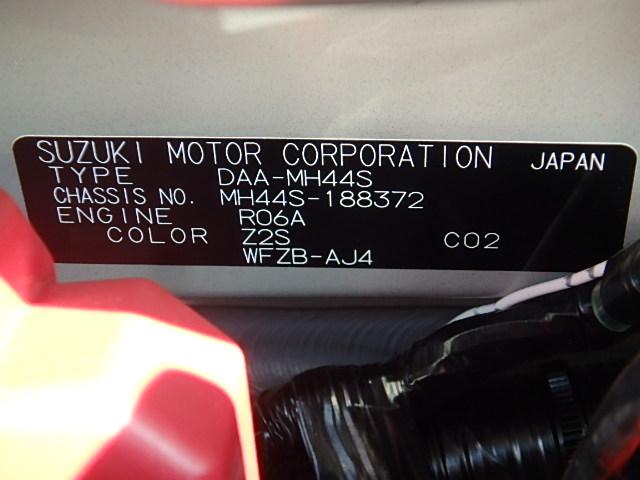 SUZUKI MOTOR CORPORATION JAPAN
TYPE DAA-MH44S
CHASSIS NO. MH44S-188372
ENGINE R06A
COLOR Z2S C02
WFZB-AJ4